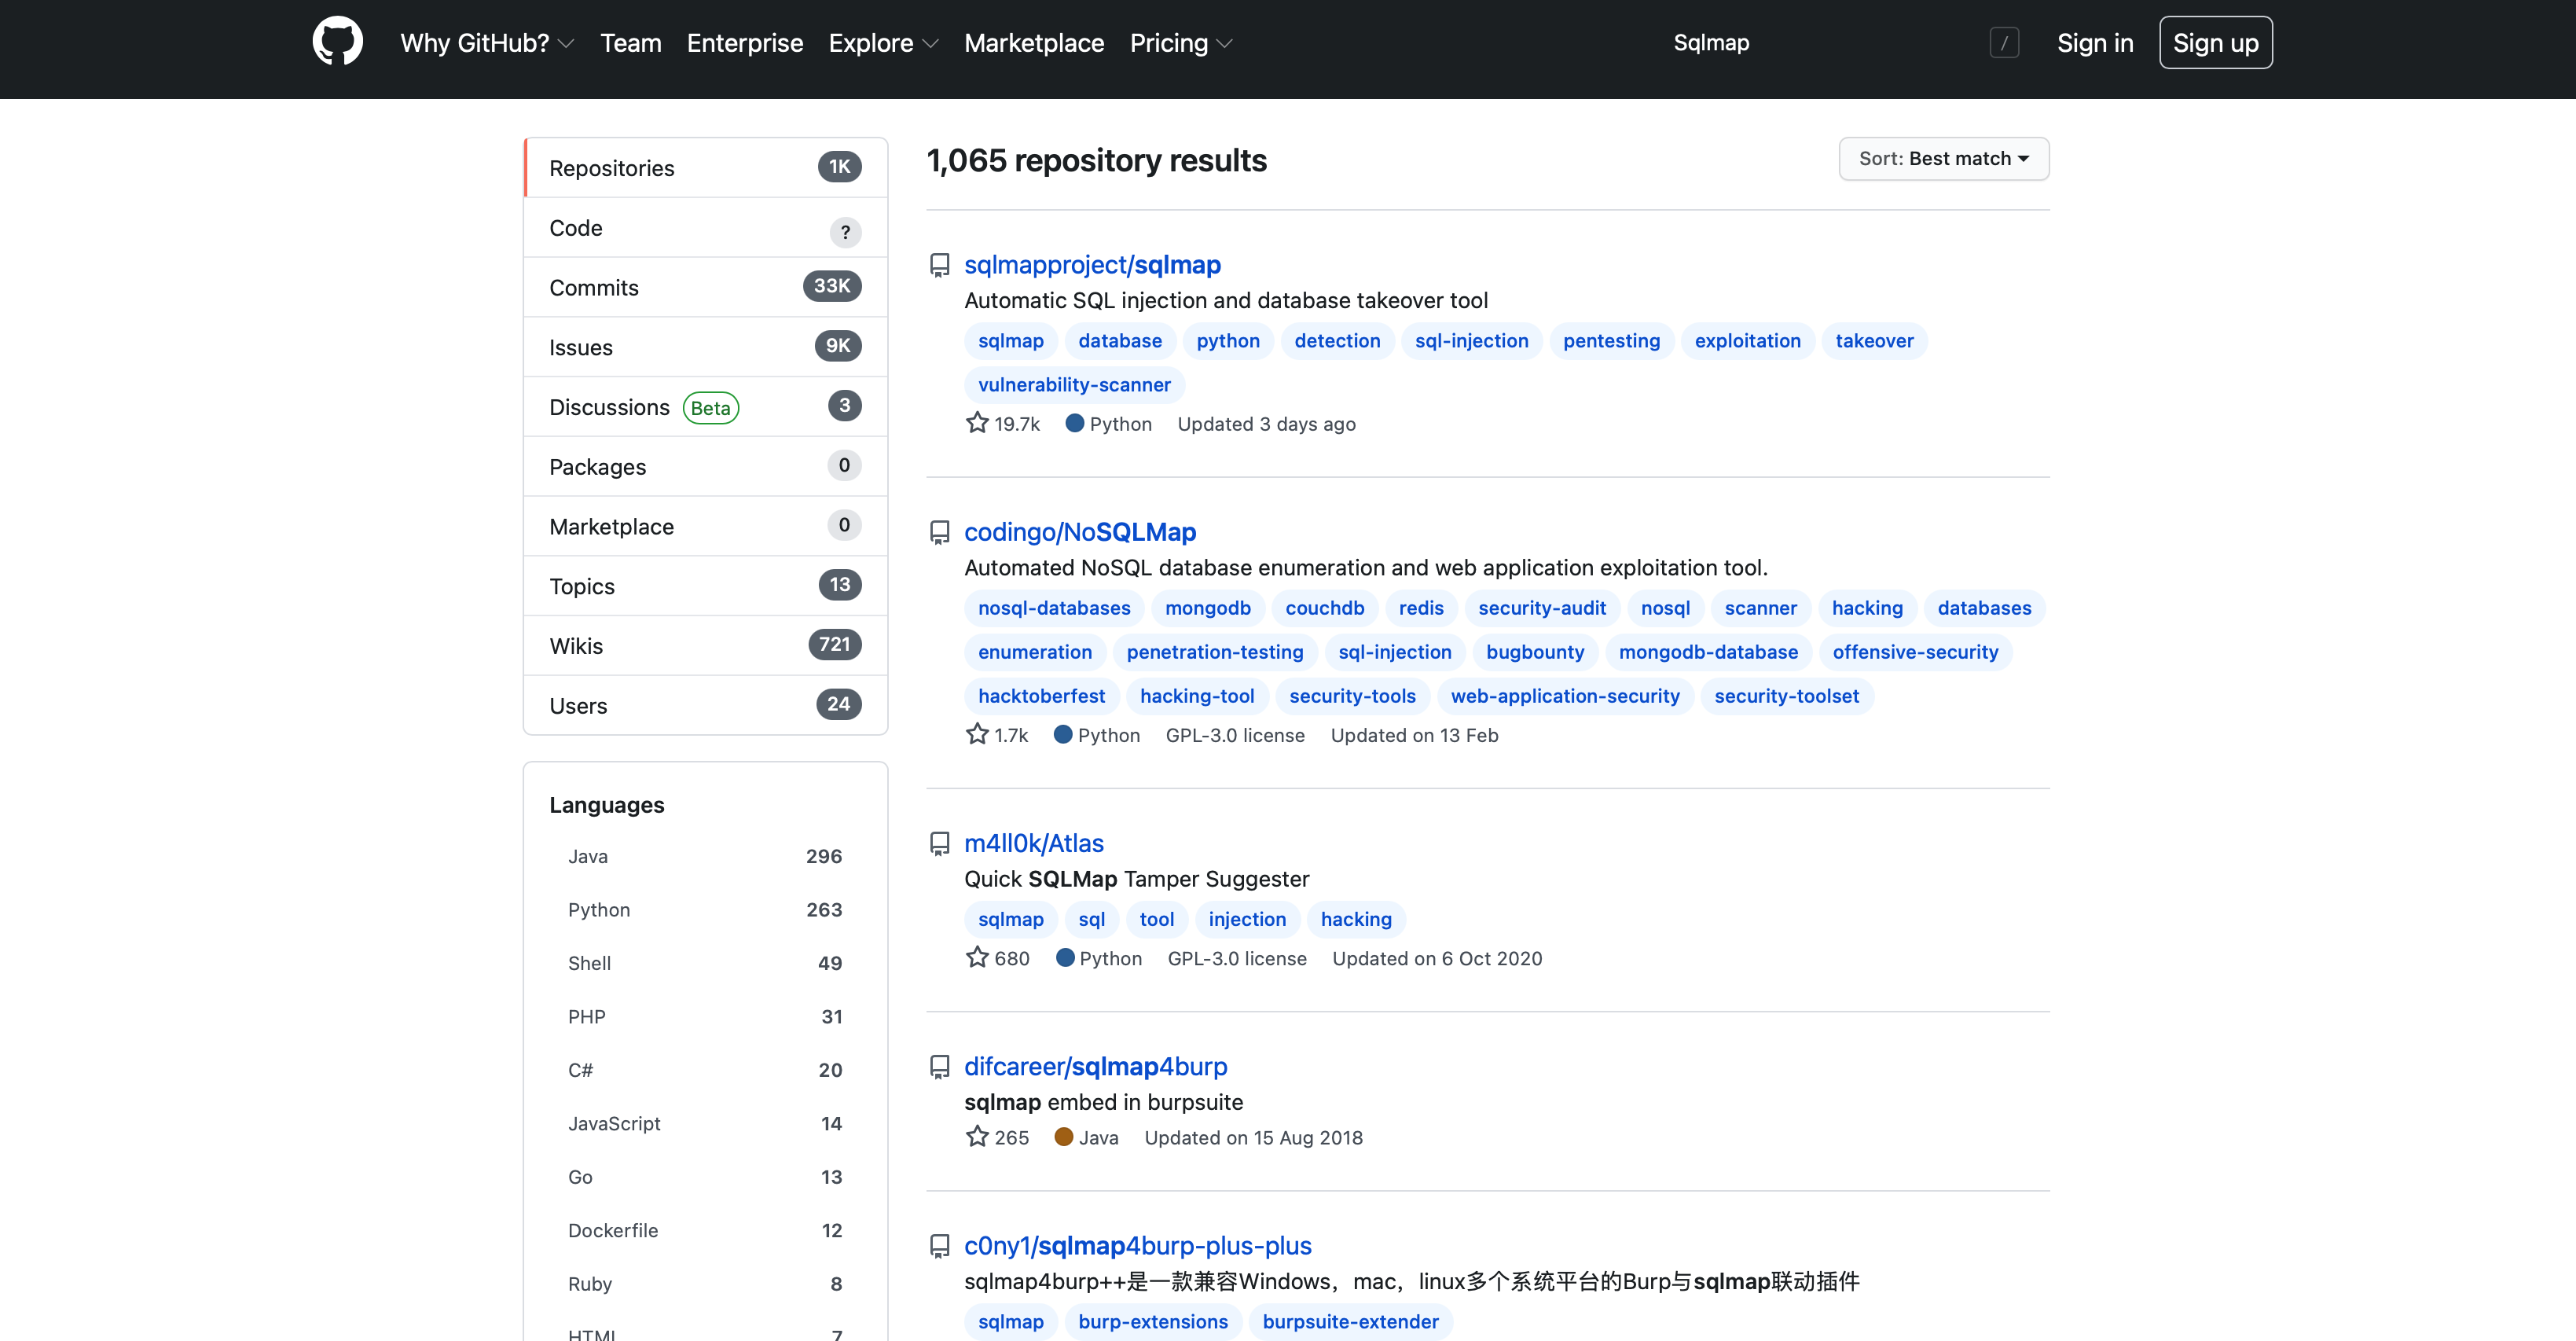 Why GitHub? Team Enterprise Explore Marketplace Pricing Sqlmap / Sign in Sign up
Repositories 1K
Code ?
Commits 33K
Issues 9K
Discussions Beta 3
Packages 0
Marketplace 0
Topics 13
Wikis 721
Users 24
Languages
Java 296
Python 263
Shell 49
PHP 31
C# 20
JavaScript 14
Go 13
Dockerfile 12
Ruby 8
HTML 7
1,065 repository results
Sort: Best match
sqlmapproject/sqlmap
Automatic SQL injection and database takeover tool
sqlmap database python detection sql-injection pentesting exploitation takeover
vulnerability-scanner
19.7k Python Updated 3 days ago
codingo/NoSQLMap
Automated NoSQL database enumeration and web application exploitation tool.
nosql-databases mongodb couchdb redis security-audit nosql scanner hacking databases
enumeration penetration-testing sql-injection bugbounty mongodb-database offensive-security
hacktoberfest hacking-tool security-tools web-application-security security-toolset
1.7k Python GPL-3.0 license Updated on 13 Feb
m4ll0k/Atlas
Quick SQLMap Tamper Suggester
sqlmap sql tool injection hacking
680 Python GPL-3.0 license Updated on 6 Oct 2020
difcareer/sqlmap4burp
sqlmap embed in burpsuite
265 Java Updated on 15 Aug 2018
c0ny1/sqlmap4burp-plus-plus
sqlmap4burp++是一款兼容Windows，mac，linux多个系统平台的Burp与sqlmap联动插件
sqlmap burp-extensions burpsuite-extender